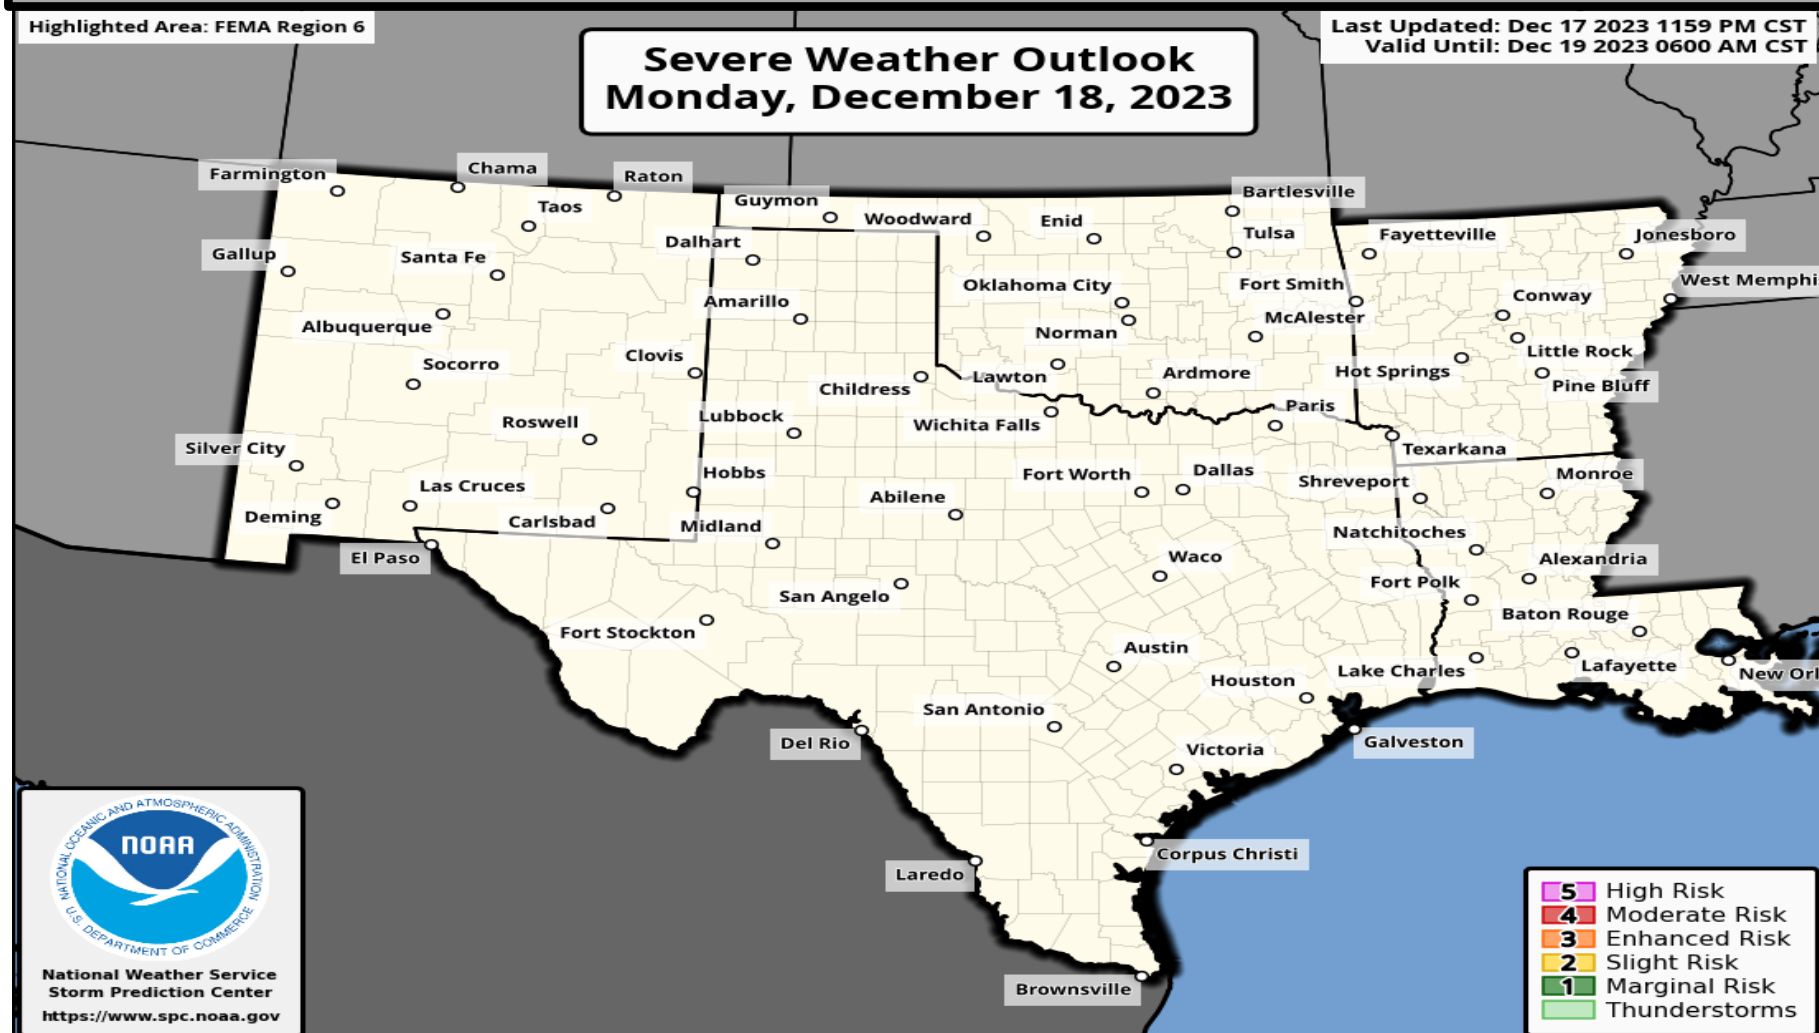 Highlighted Area: FEMA Region 6
Severe Weather Outlook
Monday, December 18, 2023
Last Updated: Dec 17 2023 1159 PM CST
Valid Until: Dec 19 2023 0600 AM CST
Farmington
Chama
Raton
Taos
Guymon
Woodward
Enid
Bartlesville
Tulsa
Fayetteville
Jonesboro
Gallup
Santa Fe
Dalhart
Oklahoma City
Fort Smith
Conway
West Memphi
Albuquerque
Amarillo
Norman
McAlester
Little Rock
Socorro
Clovis
Childress
Lawton
Ardmore
Hot Springs
Pine Bluff
Roswell
Lubbock
Wichita Falls
Paris
Texarkana
Silver City
Las Cruces
Hobbs
Abilene
Fort Worth
Dallas
Shreveport
Monroe
Deming
Carlsbad
Midland
Natchitoches
El Paso
San Angelo
Waco
Fort Polk
Alexandria
Fort Stockton
Austin
Baton Rouge
Houston
Lake Charles
Lafayette
New Orl
San Antonio
Del Rio
Victoria
Galveston
Laredo
Corpus Christi
Brownsville
NATIONAL OCEANIC AND ATMOSPHERIC ADMINISTRATION
NOAA
U.S. DEPARTMENT OF COMMERCE
National Weather Service
Storm Prediction Center
https://www.spc.noaa.gov
5 High Risk
4 Moderate Risk
3 Enhanced Risk
2 Slight Risk
1 Marginal Risk
Thunderstorms